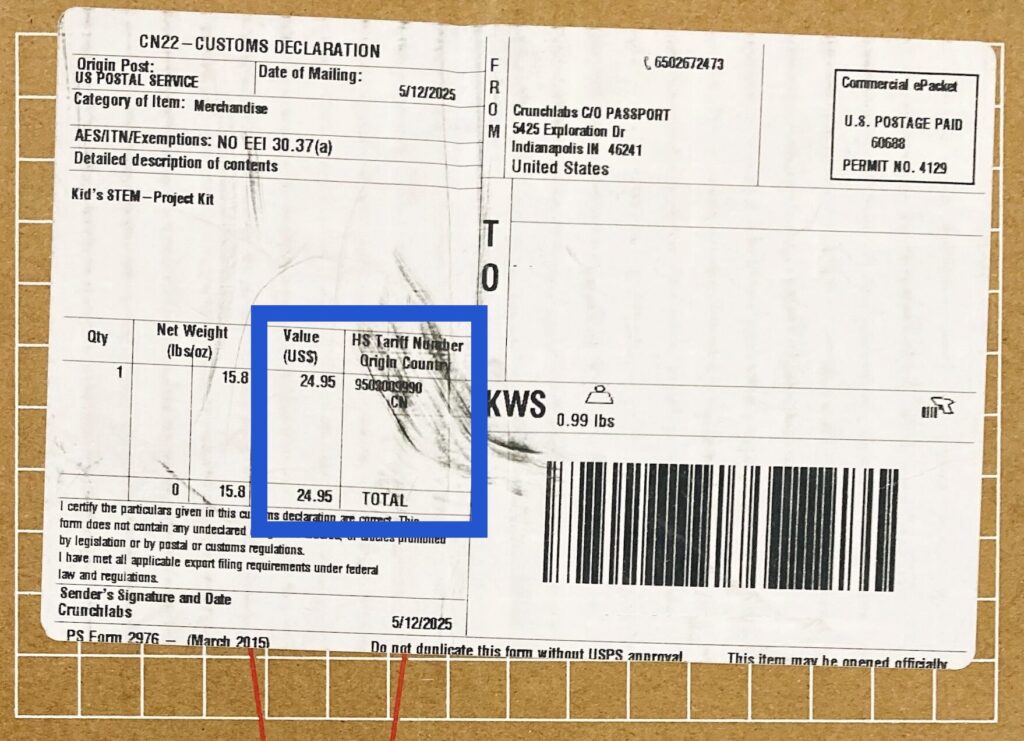 CN22-CUSTOMS DECLARATION
Origin Post:
US POSTAL SERVICE
Date of Mailing:
5/12/2025
Category of Item: Merchandise
AES/ITN/Exemptions: NO EEI 30.37(a)
Detailed description of contents
Kid's STEM-Project Kit
Qty
Net Weight
(lbs/oz)
Value
(US$)
HS Tariff Number
Origin Country
1
15.8
24.95
9503009990
CN
0
15.8
24.95
TOTAL
I certify the particulars given in this customs declaration are correct. This
form does not contain any undeclared articles prohibited
by legislation or by postal or customs regulations.
I have met all applicable export filing requirements under federal
law and regulations.
Sender's Signature and Date
Crunchlabs
5/12/2025
PS Form 2976 - (March 2015)
Do not duplicate this form without USPS approval
This item may be opened officially
FROM
6502672473
Crunchlabs C/O PASSPORT
5425 Exploration Dr
Indianapolis IN 46241
United States
Commercial ePacket
U.S. POSTAGE PAID
60688
PERMIT NO. 4129
TO
KWS
0.99 lbs